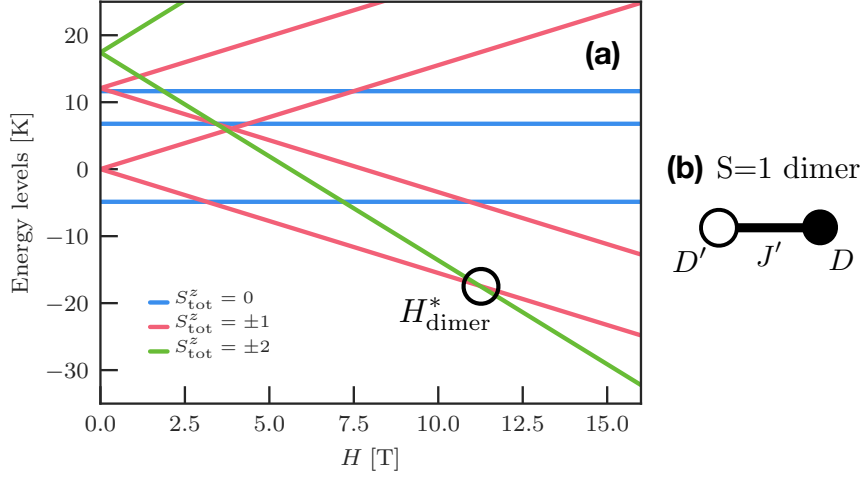 (a)
Energy levels [K]
20
10
0
−10
−20
−30
S^z_tot = 0
S^z_tot = ±1
S^z_tot = ±2
H^*_dimer
0.0 2.5 5.0 7.5 10.0 12.5 15.0
H [T]
(b) S=1 dimer
D′ J′ D